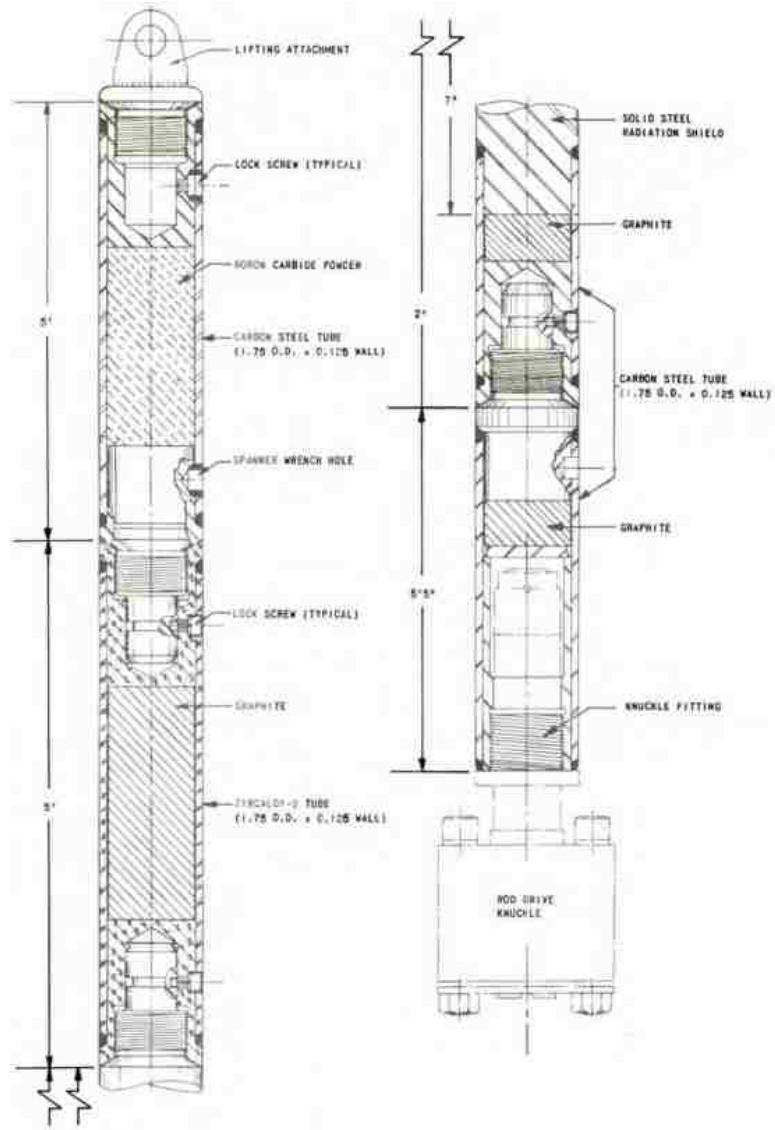 LIFTING ATTACHMENT
LOCK SCREW (TYPICAL)
BORON CARBIDE POWDER
5'
CARBON STEEL TUBE
(1.75 O.D. x 0.125 WALL)
SPANNER WRENCH HOLE
LOCK SCREW (TYPICAL)
GRAPHITE
5'
ZIRCALOY-2 TUBE
(1.75 O.D. x 0.125 WALL)
7"
SOLID STEEL
RADIATION SHIELD
GRAPHITE
2"
CARBON STEEL TUBE
(1.75 O.D. x 0.125 WALL)
GRAPHITE
KNUCKLE FITTING
ROD DRIVE
KNUCKLE